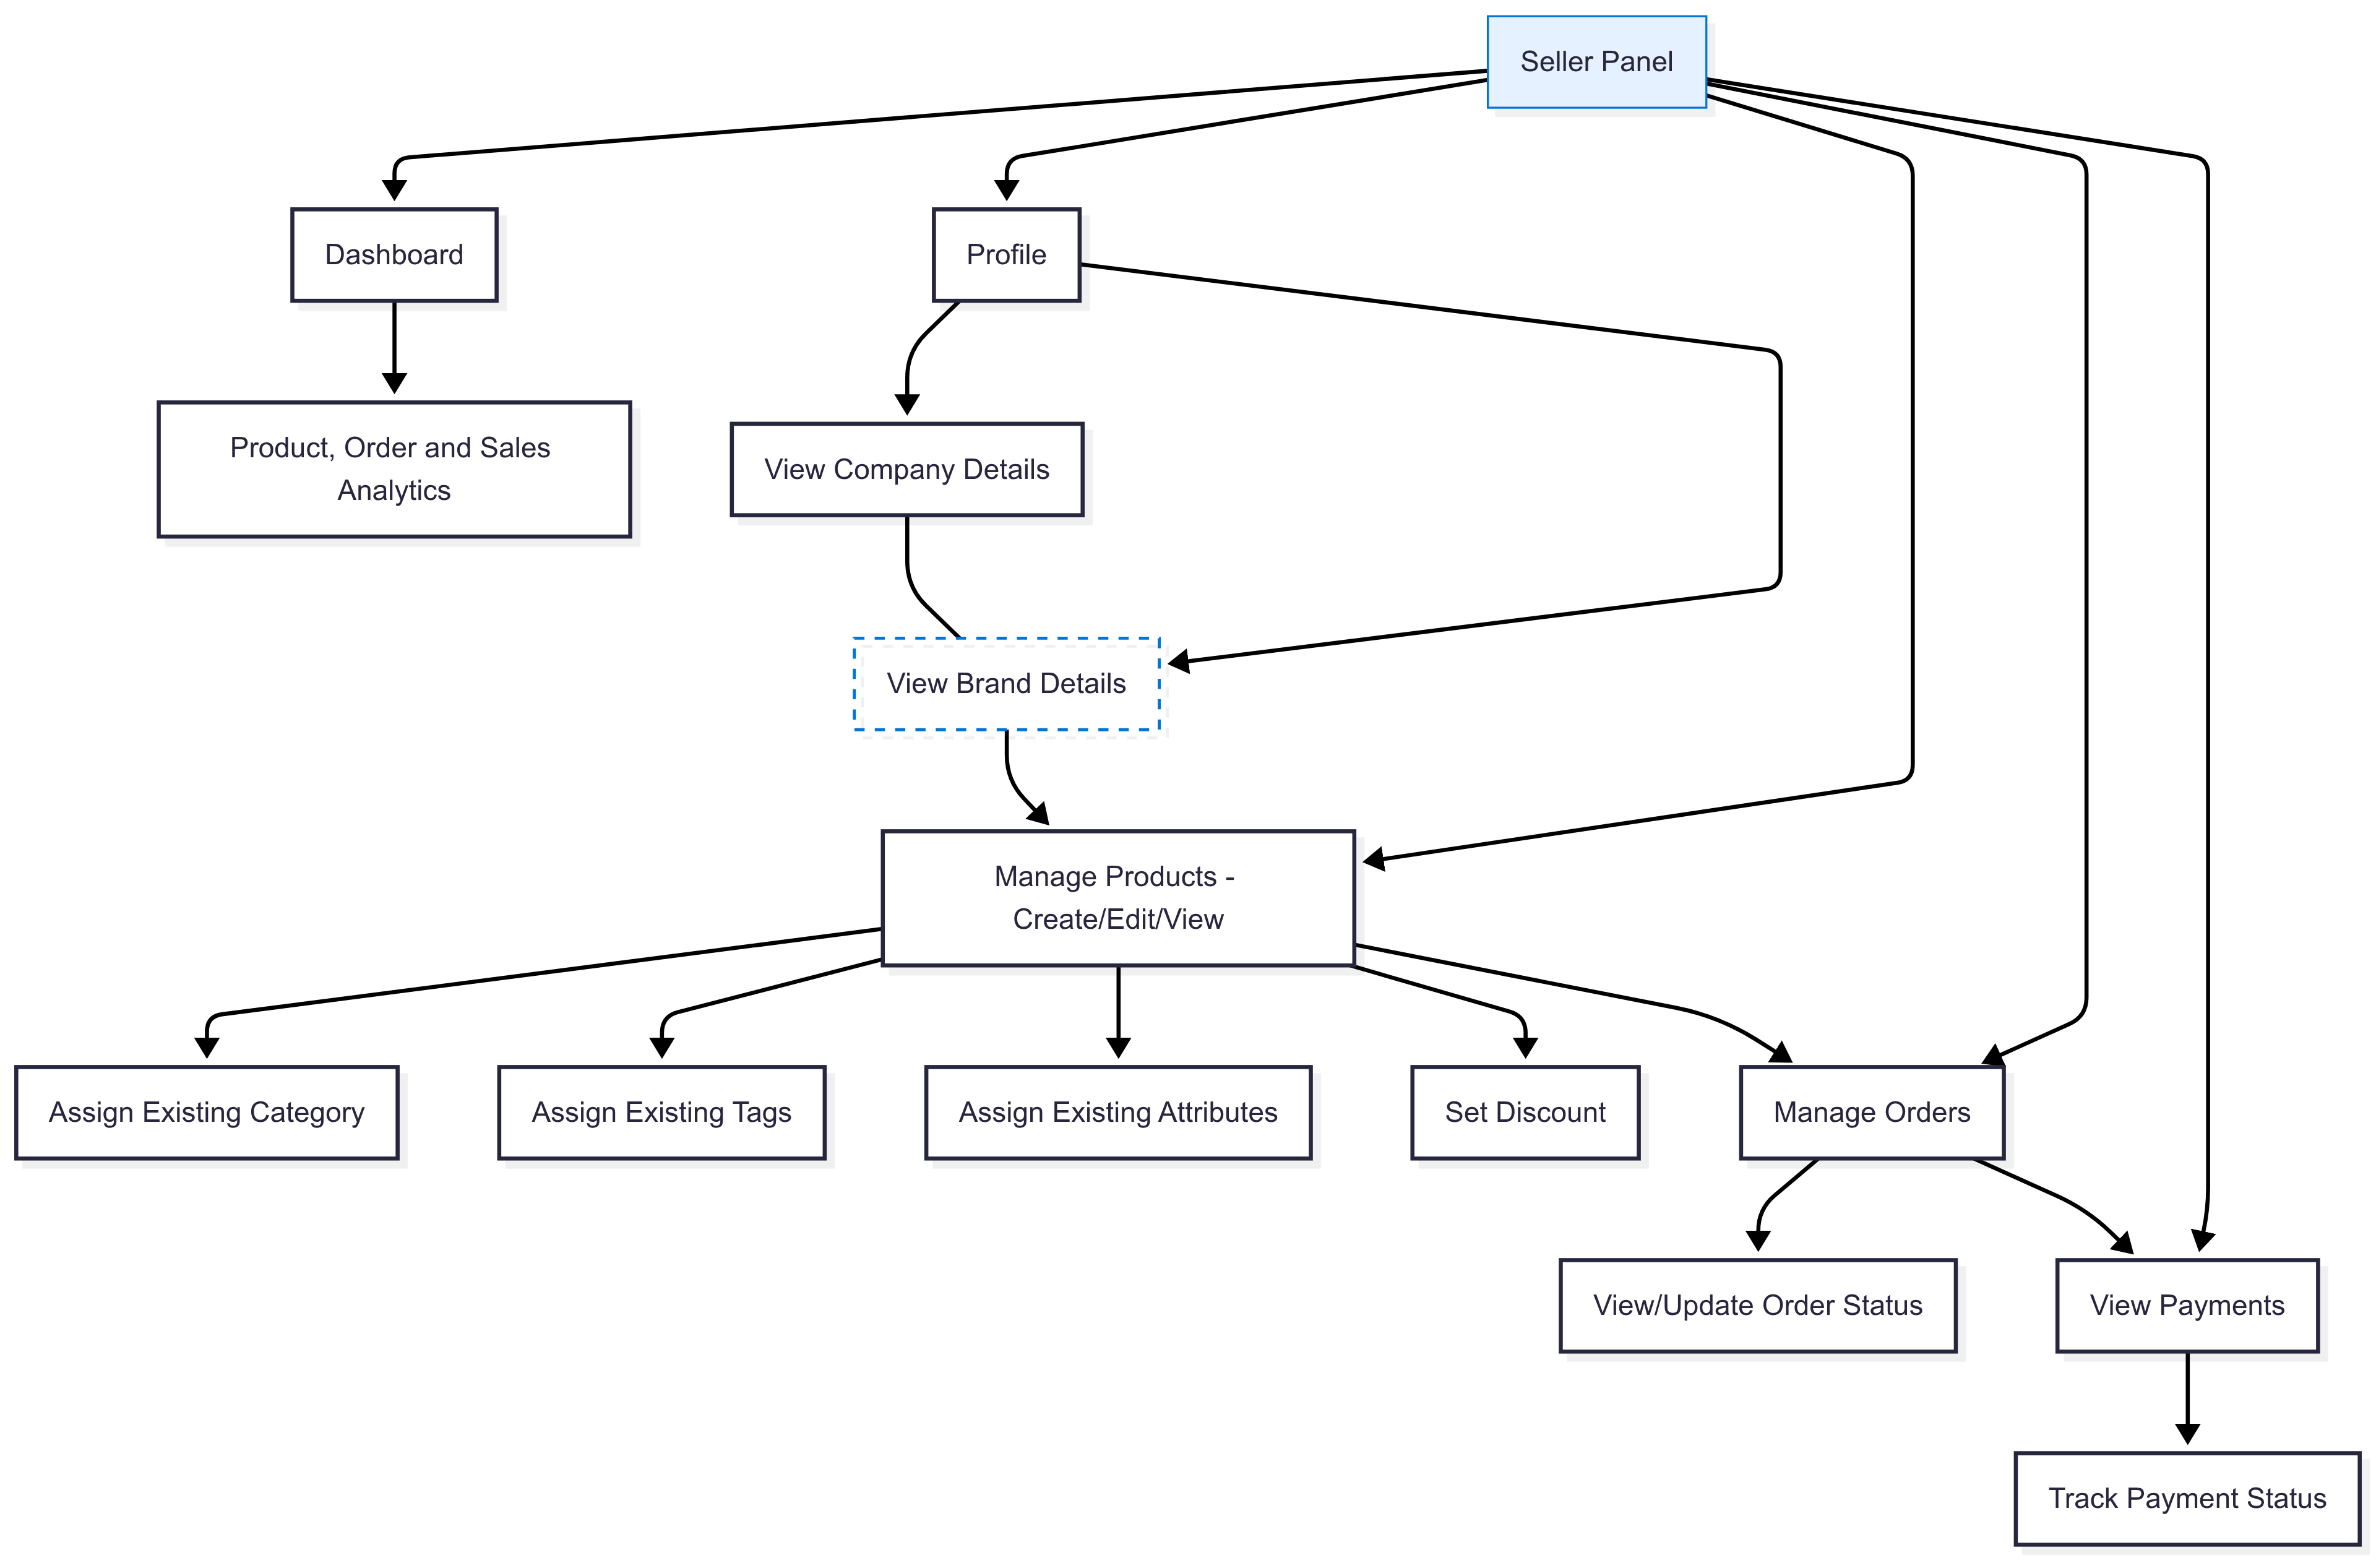 Seller Panel
Dashboard
Profile
Product, Order and Sales
Analytics
View Company Details
View Brand Details
Manage Products -
Create/Edit/View
Assign Existing Category
Assign Existing Tags
Assign Existing Attributes
Set Discount
Manage Orders
View/Update Order Status
View Payments
Track Payment Status